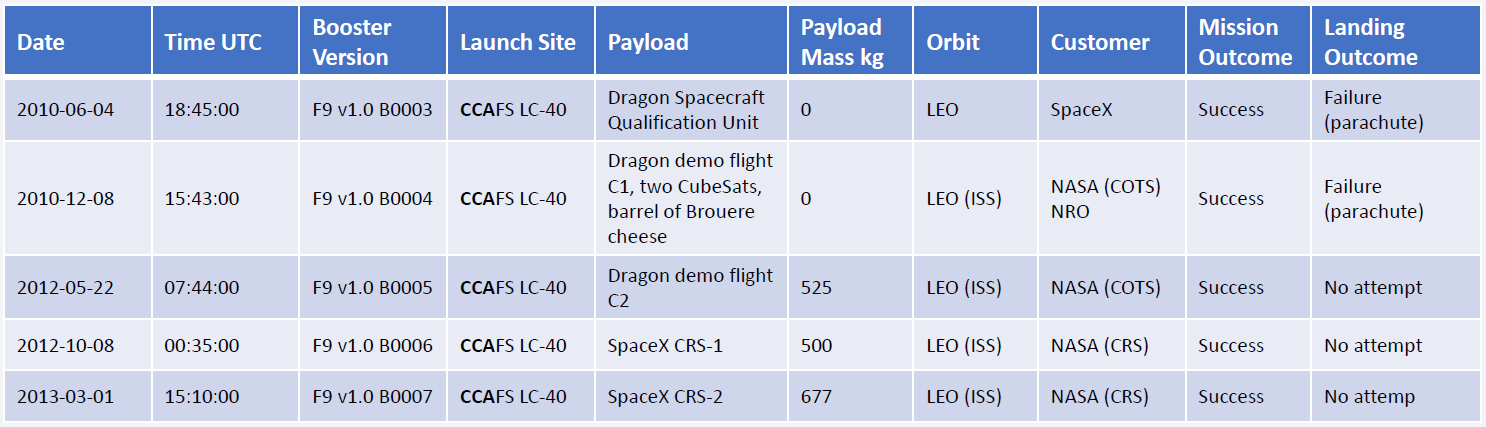 Date
Time UTC
Booster
Version
Launch Site
Payload
Payload
Mass kg
Orbit
Customer
Mission
Outcome
Landing
Outcome
2010-06-04
18:45:00
F9 v1.0 B0003
CCAFS LC-40
Dragon Spacecraft
Qualification Unit
0
LEO
SpaceX
Success
Failure
(parachute)
2010-12-08
15:43:00
F9 v1.0 B0004
CCAFS LC-40
Dragon demo flight
C1, two CubeSats,
barrel of Brouere
cheese
0
LEO (ISS)
NASA (COTS)
NRO
Success
Failure
(parachute)
2012-05-22
07:44:00
F9 v1.0 B0005
CCAFS LC-40
Dragon demo flight
C2
525
LEO (ISS)
NASA (COTS)
Success
No attempt
2012-10-08
00:35:00
F9 v1.0 B0006
CCAFS LC-40
SpaceX CRS-1
500
LEO (ISS)
NASA (CRS)
Success
No attempt
2013-03-01
15:10:00
F9 v1.0 B0007
CCAFS LC-40
SpaceX CRS-2
677
LEO (ISS)
NASA (CRS)
Success
No attemp